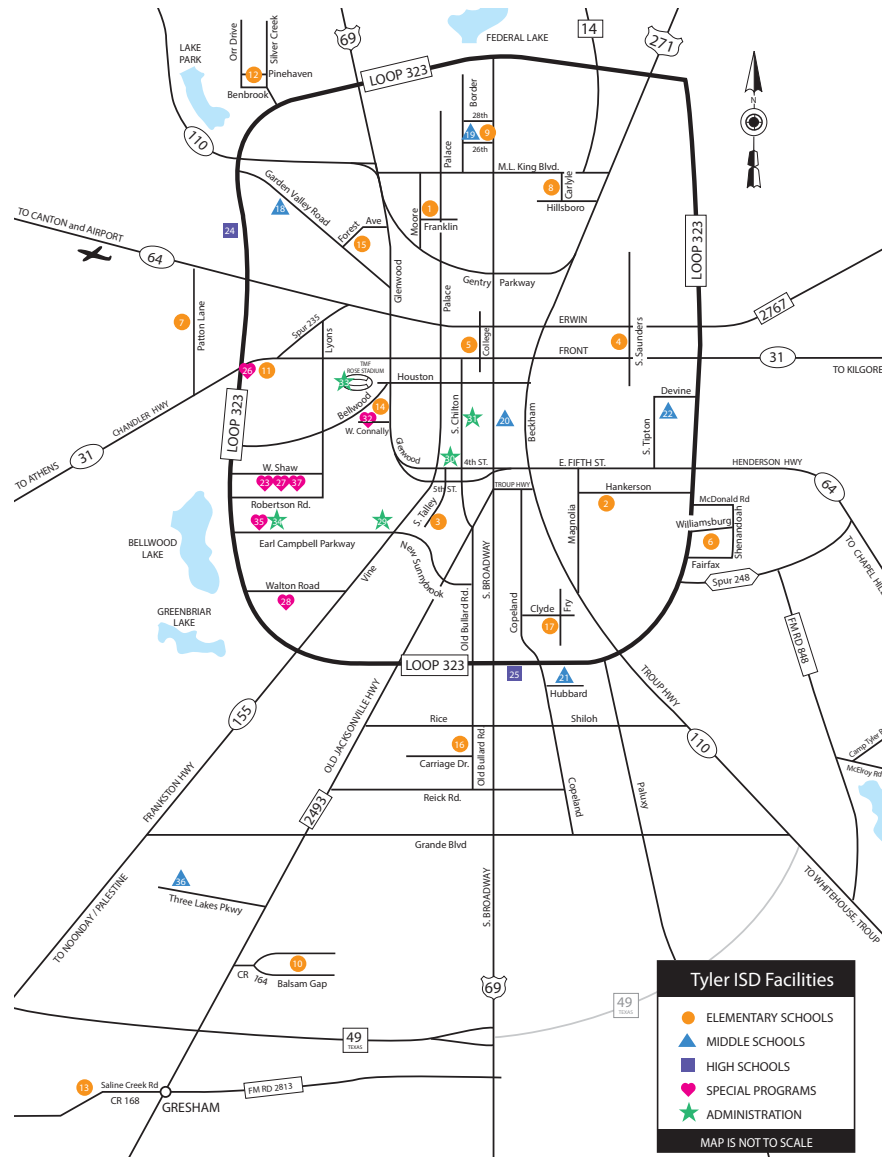 69
14
271
FEDERAL LAKE
LAKE
PARK
Orr Drive
Silver Creek
12
Pinehaven
Benbrook
LOOP 323
Border
28th
19
9
26th
N
110
Palace
M.L. King Blvd.
Carlyle
8
Hillsboro
Garden Valley Road
18
Moore
1
Franklin
Forest
Ave
15
24
TO CANTON and AIRPORT
64
LOOP 323
Gentry Parkway
Glenwood
Palace
2767
7
Patton Lane
Spur 235
Lyons
5
College
ERWIN
4
S. Saunders
FRONT
31
TO KILGORE
26
11
TMF
ROSE STADIUM
33
Houston
CHANDLER HWY
31
TO ATHENS
LOOP 323
Bellwood
14
32
W. Connally
S. Chilton
31
20
Beckham
Devine
22
S. Tipton
Glenwood
30
4th ST.
E. FIFTH ST.
HENDERSON HWY
64
W. Shaw
23
27
37
5th ST.
TROUP HWY
Hankerson
2
McDonald Rd
Robertson Rd.
35
34
29
S. Talley
3
Magnolia
Williamsburg
6
Shenandoah
Fairfax
BELLWOOD
LAKE
Earl Campbell Parkway
New Sunnybrook
Vine
S. BROADWAY
Spur 248
TO CHAPEL HILL
Walton Road
28
Old Bullard Rd.
Copeland
Clyde
Fry
17
GREENBRIAR
LAKE
FM RD 848
LOOP 323
25
21
Hubbard
TROUP HWY
155
OLD JACKSONVILLE HWY
Rice
Shiloh
110
16
Carriage Dr.
Old Bullard Rd.
Camp Tyler R
McElroy Rd
FRANKSTON HWY
2493
Reick Rd.
Copeland
Paluxy
Grande Blvd
36
Three Lakes Pkwy
TO NOONDAY / PALESTINE
S. BROADWAY
TO WHITEHOUSE, TROUP
10
CR 164
Balsam Gap
69
49
TEXAS
49
TEXAS
13
Saline Creek Rd
CR 168
FM RD 2813
GRESHAM
Tyler ISD Facilities
ELEMENTARY SCHOOLS
MIDDLE SCHOOLS
HIGH SCHOOLS
SPECIAL PROGRAMS
ADMINISTRATION
MAP IS NOT TO SCALE